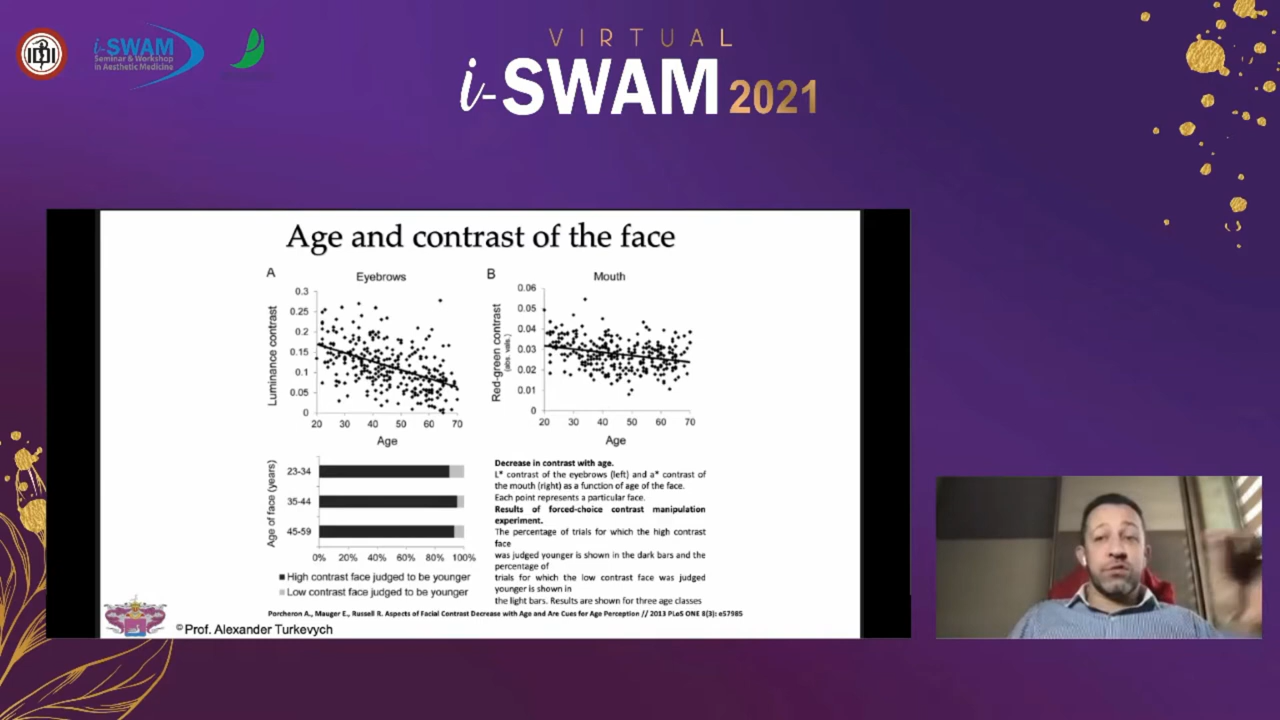 VIRTUAL
i-SWAM 2021
i-SWAM
Seminar & Workshop
in Aesthetic Medicine
Age and contrast of the face
A
Eyebrows
Luminance contrast
0.3
0.25
0.2
0.15
0.1
0.05
0
20 30 40 50 60 70
Age
B
Mouth
Red-green contrast
(abs. vals.)
0.06
0.05
0.04
0.03
0.02
0.01
0
20 30 40 50 60 70
Age
Age of face (years)
23-34
35-44
45-59
0% 20% 40% 60% 80% 100%
High contrast face judged to be younger
Low contrast face judged to be younger
Decrease in contrast with age.
L* contrast of the eyebrows (left) and a* contrast of
the mouth (right) as a function of age of the face.
Each point represents a particular face.
Results of forced-choice contrast manipulation
experiment.
The percentage of trials for which the high contrast
face
was judged younger is shown in the dark bars and the
percentage of
trials for which the low contrast face was judged
younger is shown in
the light bars. Results are shown for three age classes
Porcheron A., Mauger E., Russell R. Aspects of Facial Contrast Decrease with Age and Are Cues for Age Perception // 2013 PLoS ONE 8(3): e57985
©Prof. Alexander Turkevych